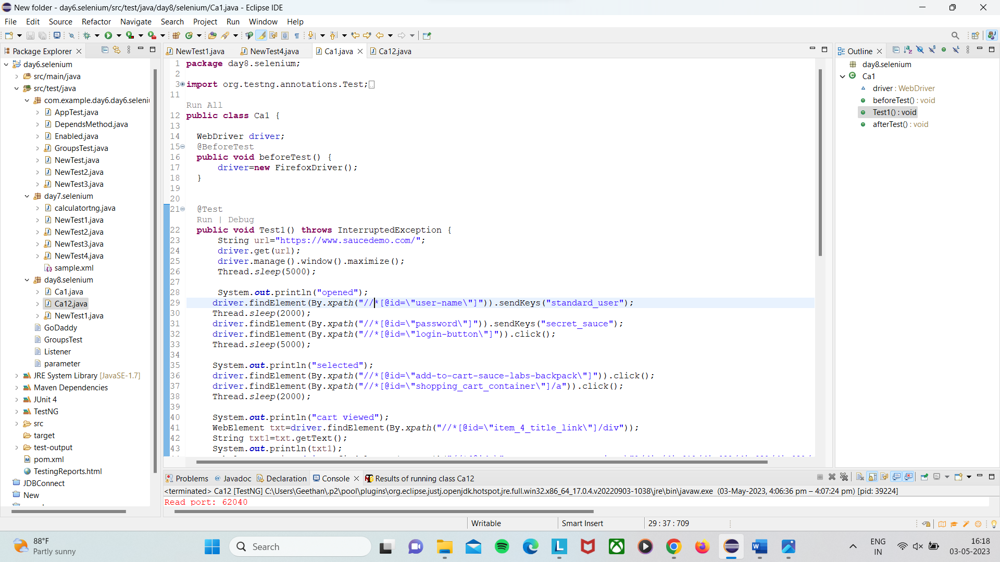 New folder - day6.selenium/src/test/java/day8/selenium/Ca1.java - Eclipse IDE
File Edit Source Refactor Navigate Search Project Run Window Help
Package Explorer
day6.selenium
src/main/java
src/test/java
com.example.day6.day6.seleni
AppTest.java
DependsMethod.java
Enabled.java
GroupsTest.java
NewTest.java
NewTest2.java
NewTest3.java
day7.selenium
calculatortng.java
NewTest1.java
NewTest2.java
NewTest3.java
NewTest4.java
sample.xml
day8.selenium
Ca1.java
Ca12.java
NewTest1.java
GoDaddy
GroupsTest
Listener
parameter
JRE System Library [JavaSE-1.7]
Maven Dependencies
JUnit 4
TestNG
src
target
test-output
pom.xml
TestingReports.html
JDBConnect
New
NewTest1.java NewTest4.java Ca1.java Ca12.java
1 package day8.selenium;
2
3 import org.testng.annotations.Test;
11
Run All
12 public class Ca1 {
13
14 WebDriver driver;
15 @BeforeTest
16 public void beforeTest() {
17 driver=new FirefoxDriver();
18 }
19
20
21 @Test
Run | Debug
22 public void Test1() throws InterruptedException {
23 String url="https://www.saucedemo.com/";
24 driver.get(url);
25 driver.manage().window().maximize();
26 Thread.sleep(5000);
27
28 System.out.println("opened");
29 driver.findElement(By.xpath("//*[@id=\"user-name\"]")).sendKeys("standard_user");
30 Thread.sleep(2000);
31 driver.findElement(By.xpath("//*[@id=\"password\"]")).sendKeys("secret_sauce");
32 driver.findElement(By.xpath("//*[@id=\"login-button\"]")).click();
33 Thread.sleep(5000);
34
35 System.out.println("selected");
36 driver.findElement(By.xpath("//*[@id=\"add-to-cart-sauce-labs-backpack\"]")).click();
37 driver.findElement(By.xpath("//*[@id=\"shopping_cart_container\"]/a")).click();
38 Thread.sleep(2000);
39
40 System.out.println("cart viewed");
41 WebElement txt=driver.findElement(By.xpath("//*[@id=\"item_4_title_link\"]/div"));
42 String txt1=txt.getText();
43 System.out.println(txt1);
Outline
day8.selenium
Ca1
driver : WebDriver
beforeTest() : void
Test1() : void
afterTest() : void
Problems Javadoc Declaration Console Results of running class Ca12
<terminated> Ca12 [TestNG] C:\Users\Geethan\.p2\pool\plugins\org.eclipse.justj.openjdk.hotspot.jre.full.win32.x86_64_17.0.4.v20220903-1038\jre\bin\javaw.exe (03-May-2023, 4:06:36 pm – 4:07:24 pm) [pid: 39224]
Read port: 62040
Writable Smart Insert 29 : 37 : 709
88°F
Partly sunny
Search
ENG
IN
16:18
03-05-2023